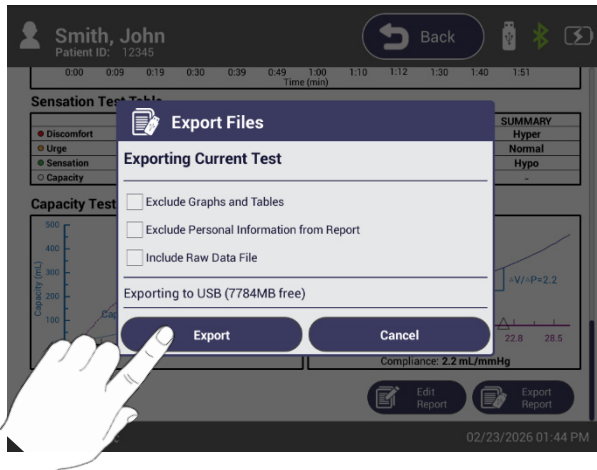 Smith, John
Patient ID: 12345
Back
0:00 0:09 0:19 0:30 0:39 0:49 1:00 1:10 1:12 1:30 1:40 1:51
Time (min)
Sensation Test Table
SUMMARY
Discomfort
Hyper
Urge
Normal
Sensation
Hypo
Capacity
-
Export Files
Exporting Current Test
Exclude Graphs and Tables
Exclude Personal Information from Report
Include Raw Data File
Exporting to USB (7784MB free)
Export
Cancel
Capacity Test
Capacity (mL)
500
400
300
200
100
Cap
△V/△P=2.2
22.8 28.5
Compliance: 2.2 mL/mmHg
Edit
Report
Export
Report
02/23/2026 01:44 PM